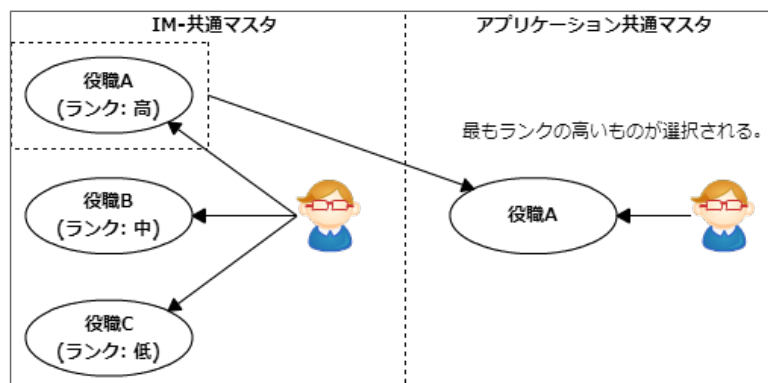 IM-共通マスタ
アプリケーション共通マスタ
役職A
(ランク: 高)
最もランクの高いものが選択される。
役職B
(ランク: 中)
役職A
役職C
(ランク: 低)